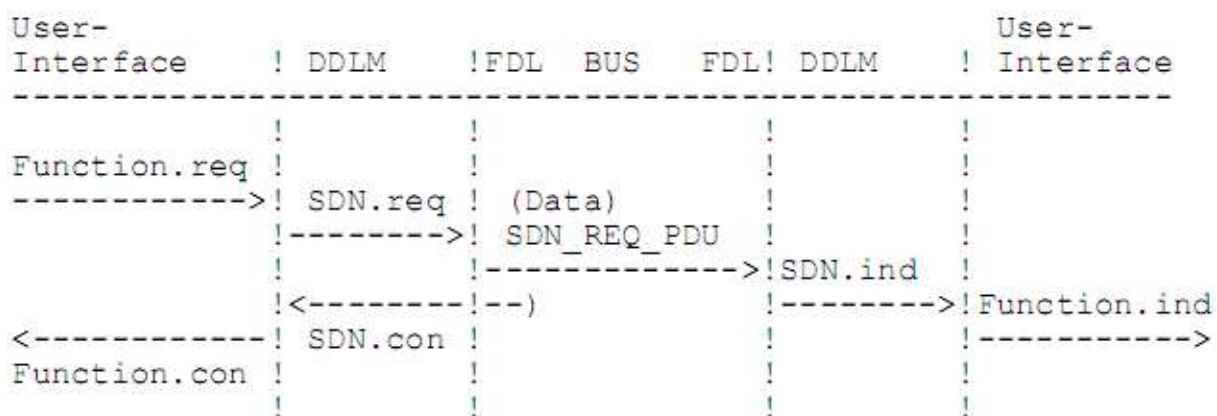 User-                                            User-
Interface    ! DDLM     !FDL  BUS   FDL! DDLM     ! Interface
----------------------------------------------------------
             !         !              !         !
Function.req !         !              !         !
------------>! SDN.req ! (Data)       !         !
             !-------->! SDN_REQ_PDU  !         !
             !         !------------->!SDN.ind  !
             !<--------!--)           !-------->!Function.ind
<------------! SDN.con !              !         !----------->
Function.con !         !              !         !
             !         !              !         !